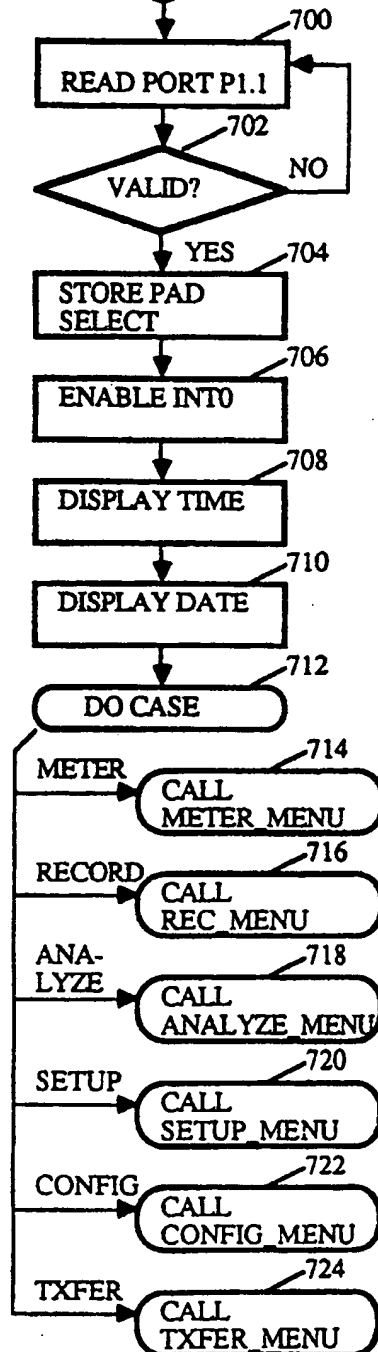 700
READ PORT P1.1
702
VALID?
NO
YES
704
STORE PAD
SELECT
706
ENABLE INT0
708
DISPLAY TIME
710
DISPLAY DATE
712
DO CASE
METER
714
CALL
METER_MENU
RECORD
716
CALL
REC_MENU
ANA-
LYZE
718
CALL
ANALYZE_MENU
SETUP
720
CALL
SETUP_MENU
CONFIG
722
CALL
CONFIG_MENU
TXFER
724
CALL
TXFER_MENU